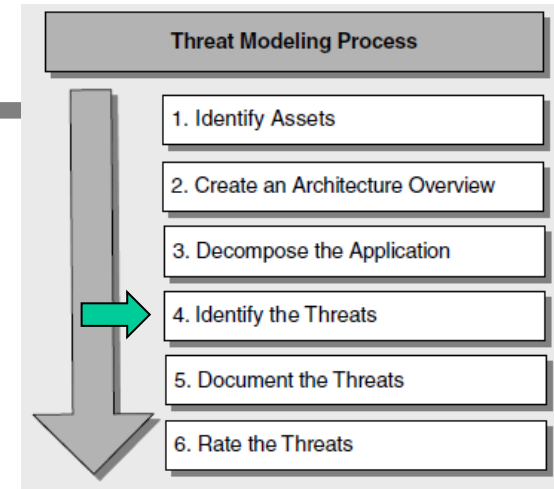 Threat Modeling Process
1. Identify Assets
2. Create an Architecture Overview
3. Decompose the Application
4. Identify the Threats
5. Document the Threats
6. Rate the Threats